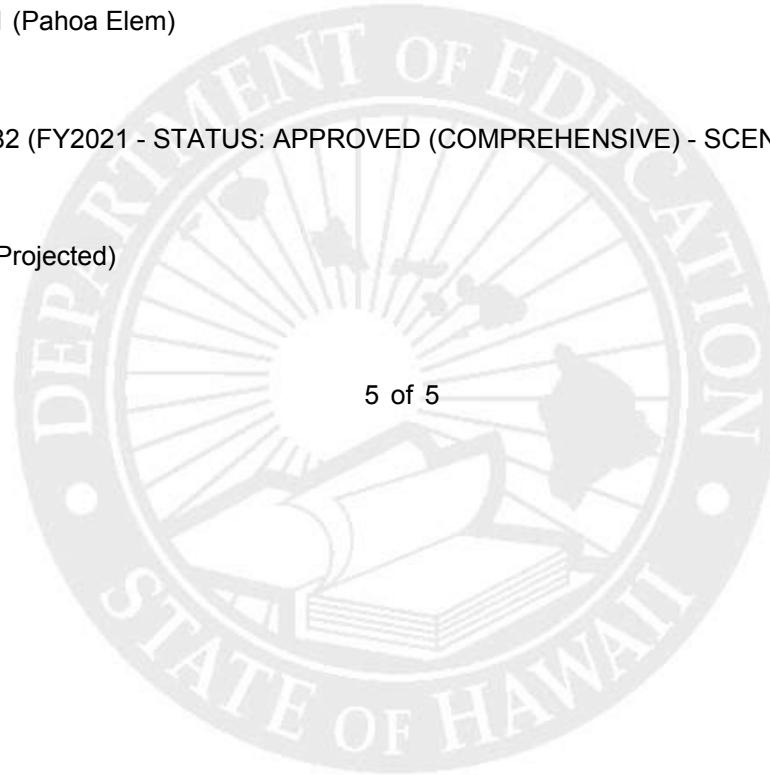 (Pahoa Elem)
32 (FY2021 - STATUS: APPROVED (COMPREHENSIVE) - SCEN
Projected)
5 of 5
DEPARTMENT OF EDUCATION
STATE OF HAWAII